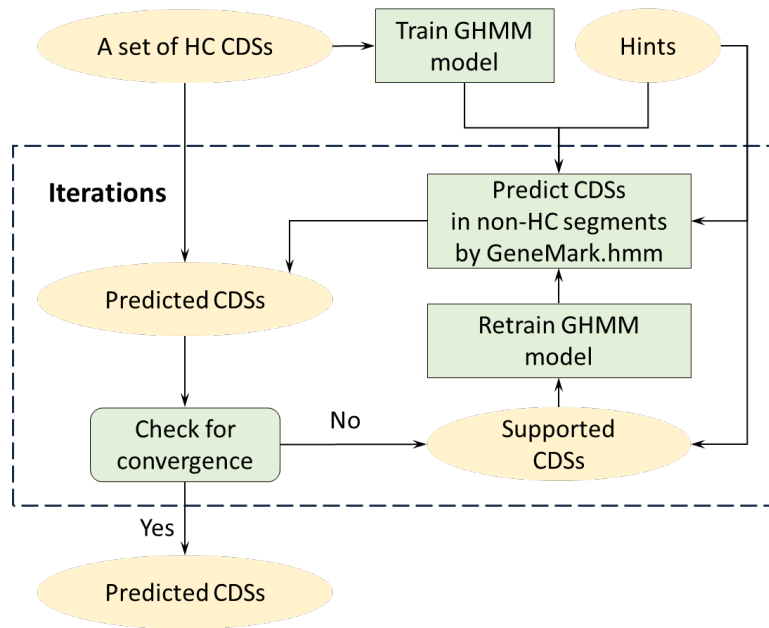 A set of HC CDSs
Train GHMM
model
Hints
Iterations
Predict CDSs
in non-HC segments
by GeneMark.hmm
Predicted CDSs
Retrain GHMM
model
Check for
convergence
No
Supported
CDSs
Yes
Predicted CDSs